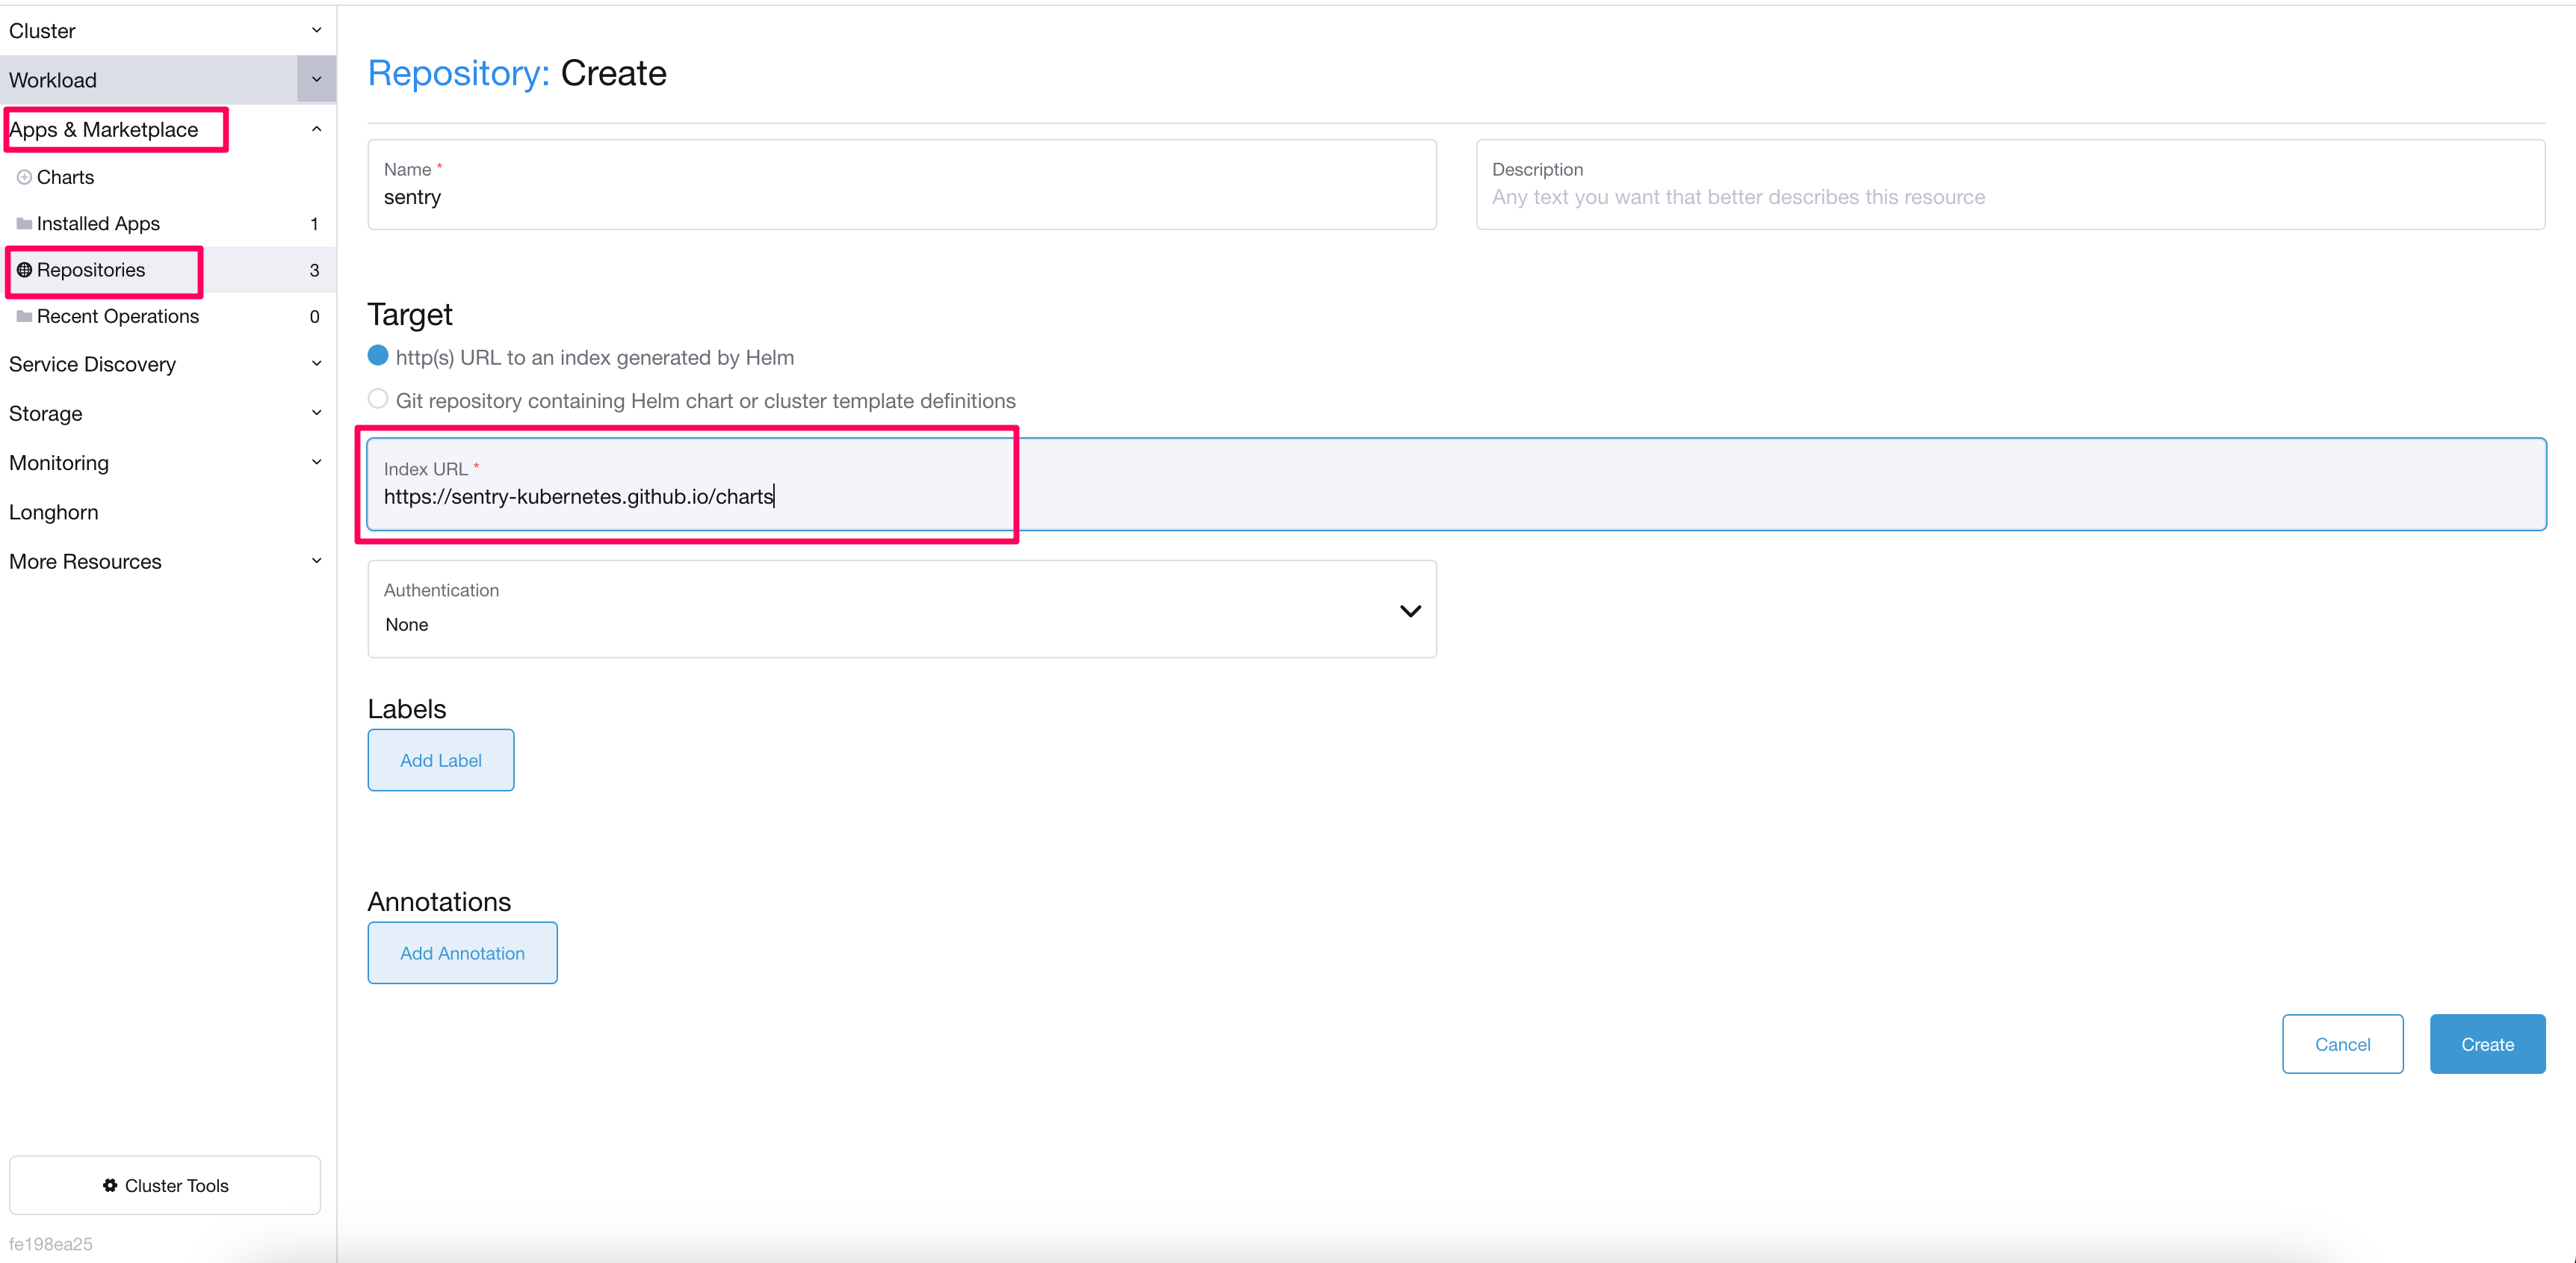 Cluster
Workload
Apps & Marketplace
Charts
Installed Apps 1
Repositories 3
Recent Operations 0
Service Discovery
Storage
Monitoring
Longhorn
More Resources
Cluster Tools
fe198ea25
Repository: Create
Name *
sentry
Description
Any text you want that better describes this resource
Target
http(s) URL to an index generated by Helm
Git repository containing Helm chart or cluster template definitions
Index URL *
https://sentry-kubernetes.github.io/charts
Authentication
None
Labels
Add Label
Annotations
Add Annotation
Cancel
Create